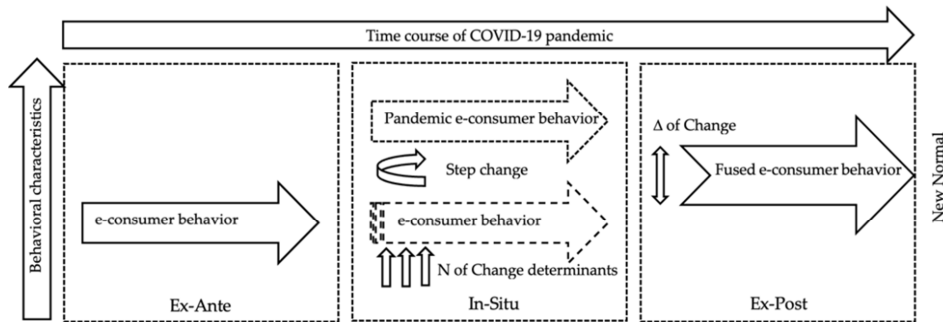 Time course of COVID-19 pandemic
Behavioral characteristics
e-consumer behavior
Ex-Ante
Pandemic e-consumer behavior
Step change
e-consumer behavior
N of Change determinants
In-Situ
Δ of Change
Fused e-consumer behavior
Ex-Post
New Normal